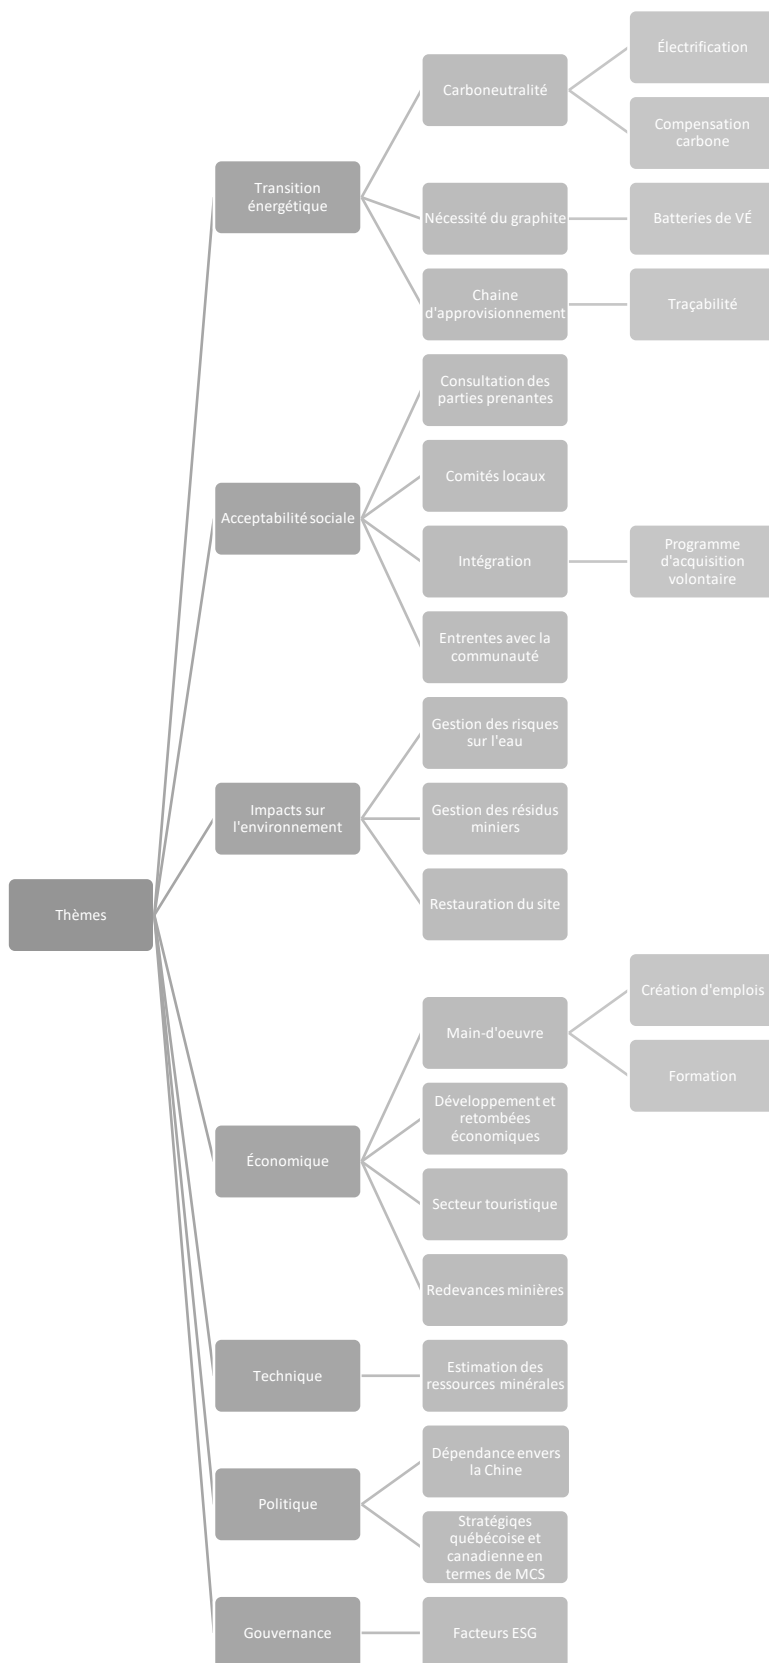 Thèmes
Transition
énergétique
Carboneutralité
Électrification
Compensation
carbone
Nécessité du graphite
Batteries de VÉ
Chaine
d'approvisionnement
Traçabilité
Acceptabilité sociale
Consultation des
parties prenantes
Comités locaux
Intégration
Programme
d'acquisition
volontaire
Entrentes avec la
communauté
Impacts sur
l'environnement
Gestion des risques
sur l'eau
Gestion des résidus
miniers
Restauration du site
Économique
Main-d'oeuvre
Création d'emplois
Formation
Développement et
retombées
économiques
Secteur touristique
Redevances minières
Technique
Estimation des
ressources minérales
Politique
Dépendance envers
la Chine
Stratégiqes
québécoise et
canadienne en
termes de MCS
Gouvernance
Facteurs ESG